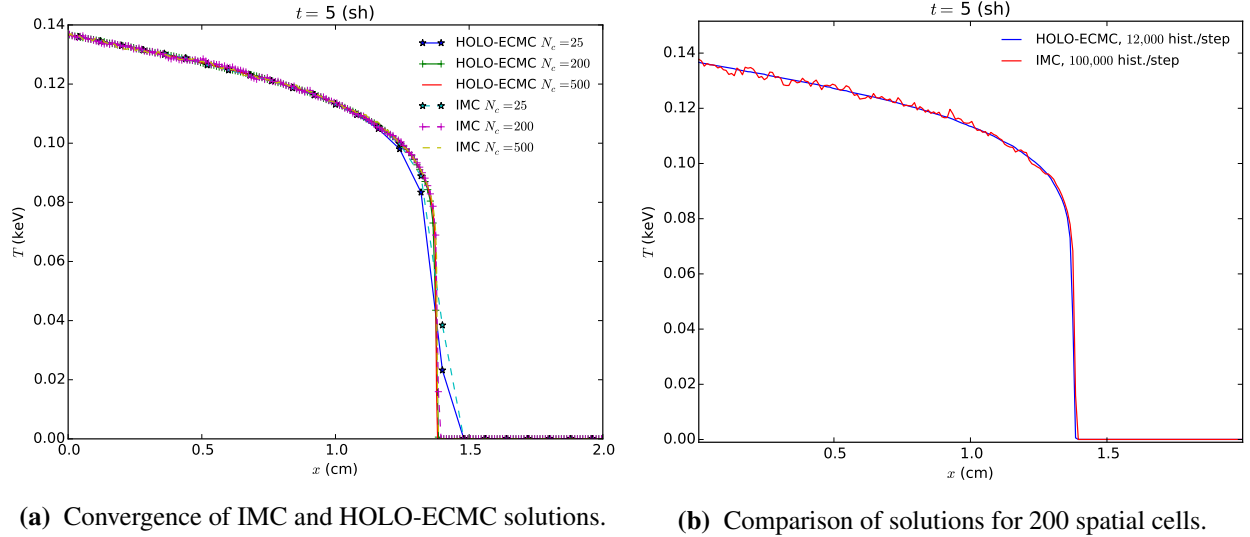 t = 5 (sh)
HOLO-ECMC N_c = 25
HOLO-ECMC N_c = 200
HOLO-ECMC N_c = 500
IMC N_c = 25
IMC N_c = 200
IMC N_c = 500
0.14
0.12
0.10
0.08
0.06
0.04
0.02
0.00
T (keV)
0.0 0.5 1.0 1.5 2.0
x (cm)
(a) Convergence of IMC and HOLO-ECMC solutions.
t = 5 (sh)
HOLO-ECMC, 12,000 hist./step
IMC, 100,000 hist./step
0.14
0.12
0.10
0.08
0.06
0.04
0.02
0.00
T (keV)
0.5 1.0 1.5
x (cm)
(b) Comparison of solutions for 200 spatial cells.